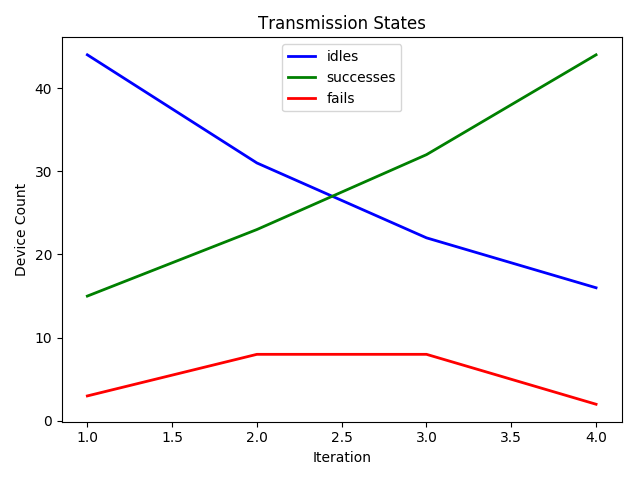 Transmission States
idles
successes
fails
Device Count
40
30
20
10
0
1.0 1.5 2.0 2.5 3.0 3.5 4.0
Iteration